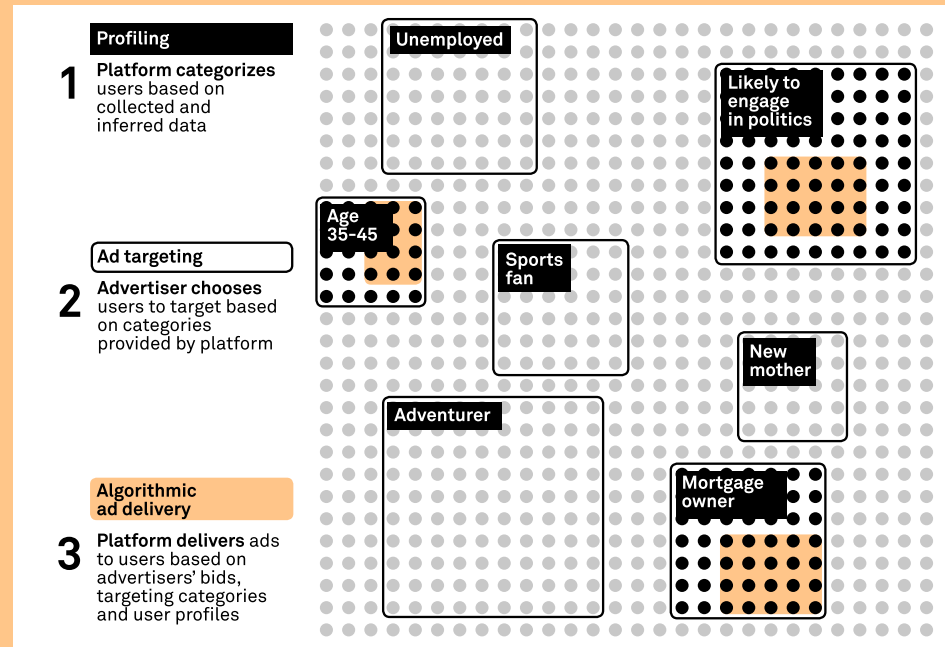 Profiling
1
Platform categorizes
users based on
collected and
inferred data
Ad targeting
2
Advertiser chooses
users to target based
on categories
provided by platform
Algorithmic
ad delivery
3
Platform delivers ads
to users based on
advertisers’ bids,
targeting categories
and user profiles
Unemployed
Likely to
engage
in politics
Age
35-45
Sports
fan
New
mother
Adventurer
Mortgage
owner